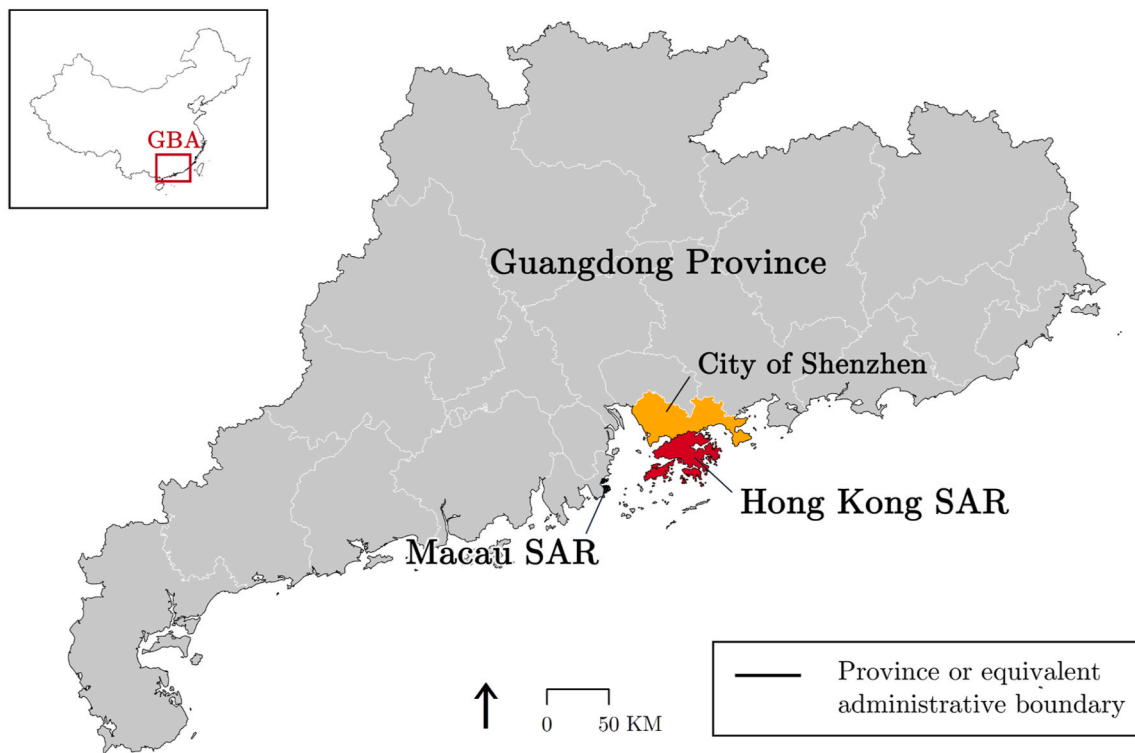 GBA
Guangdong Province
City of Shenzhen
Hong Kong SAR
Macau SAR
0 50 KM
Province or equivalent
administrative boundary